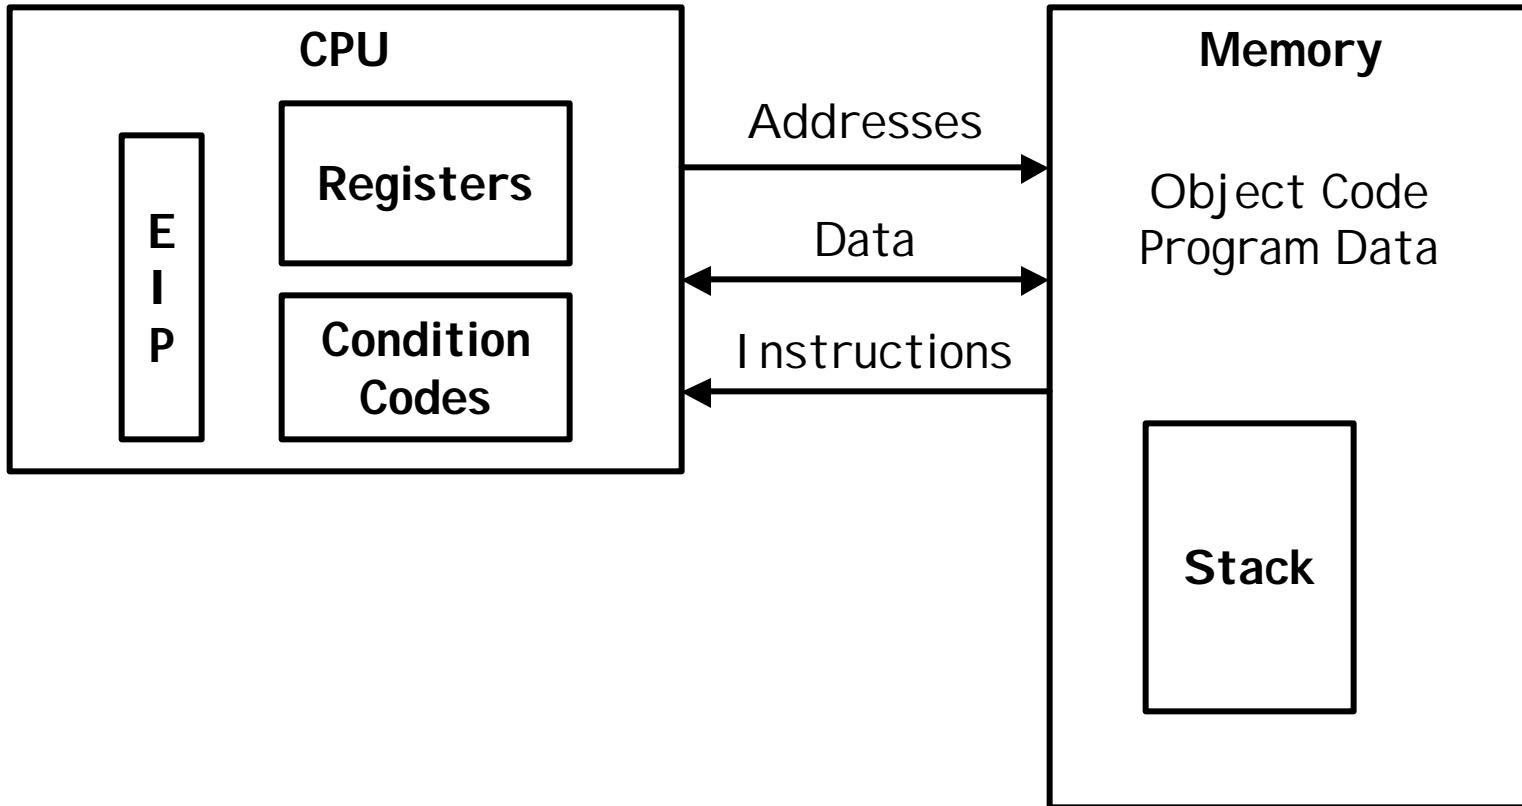 CPU
E
I
P
Registers
Condition
Codes
Addresses
Data
Instructions
Memory
Object Code
Program Data
Stack